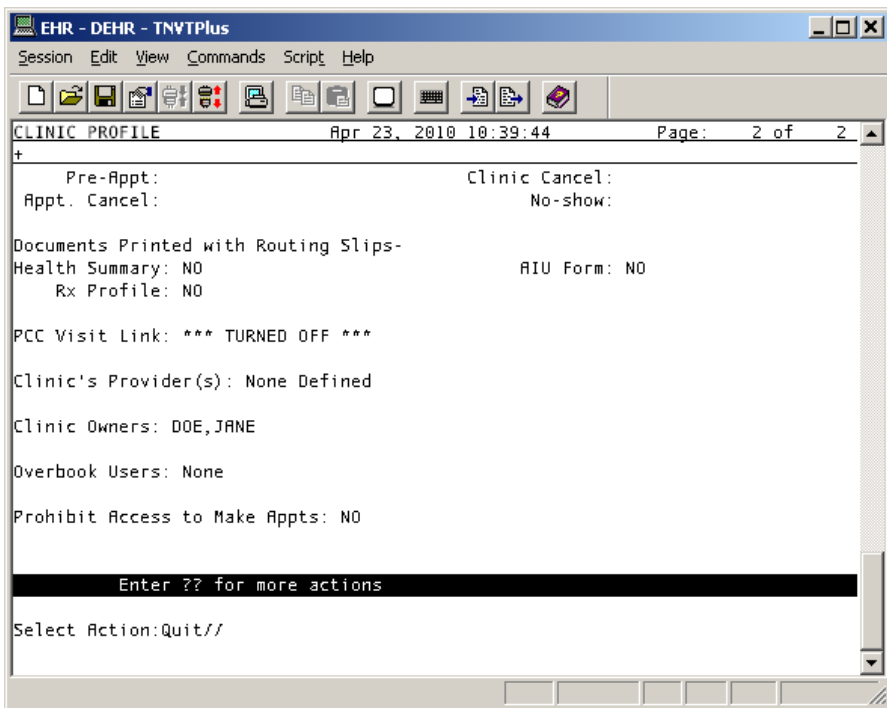 EHR - DEHR - TNVTPlus
Session Edit View Commands Script Help
CLINIC PROFILE Apr 23, 2010 10:39:44 Page: 2 of 2
+
Pre-Appt: Clinic Cancel:
Appt. Cancel: No-show:
Documents Printed with Routing Slips-
Health Summary: NO AIU Form: NO
Rx Profile: NO
PCC Visit Link: *** TURNED OFF ***
Clinic's Provider(s): None Defined
Clinic Owners: DOE,JANE
Overbook Users: None
Prohibit Access to Make Appts: NO
Enter ?? for more actions
Select Action:Quit//